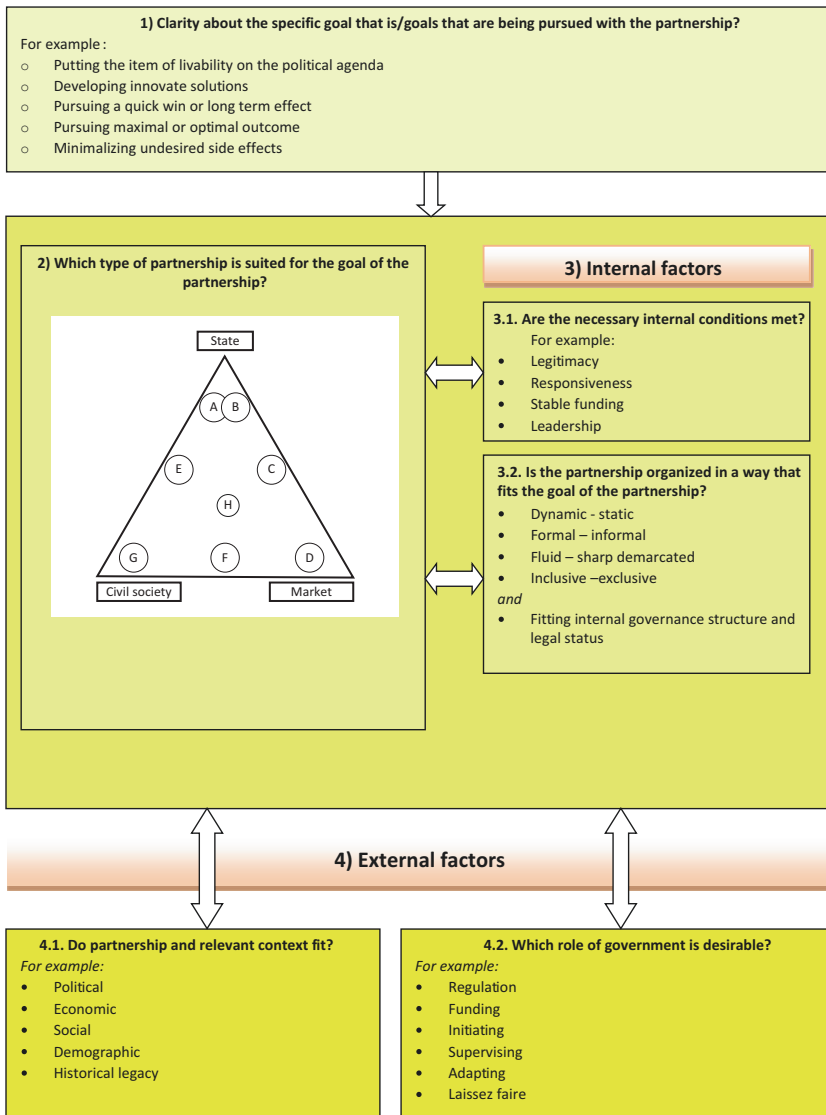 1) Clarity about the specific goal that is/goals that are being pursued with the partnership?
For example :
o Putting the item of livability on the political agenda
o Developing innovate solutions
o Pursuing a quick win or long term effect
o Pursuing maximal or optimal outcome
o Minimalizing undesired side effects
2) Which type of partnership is suited for the goal of the
partnership?
State
A B
E C
H
G F D
Civil society Market
3) Internal factors
3.1. Are the necessary internal conditions met?
For example:
• Legitimacy
• Responsiveness
• Stable funding
• Leadership
3.2. Is the partnership organized in a way that
fits the goal of the partnership?
• Dynamic - static
• Formal – informal
• Fluid – sharp demarcated
• Inclusive –exclusive
and
• Fitting internal governance structure and
legal status
4) External factors
4.1. Do partnership and relevant context fit?
For example:
• Political
• Economic
• Social
• Demographic
• Historical legacy
4.2. Which role of government is desirable?
For example:
• Regulation
• Funding
• Initiating
• Supervising
• Adapting
• Laissez faire